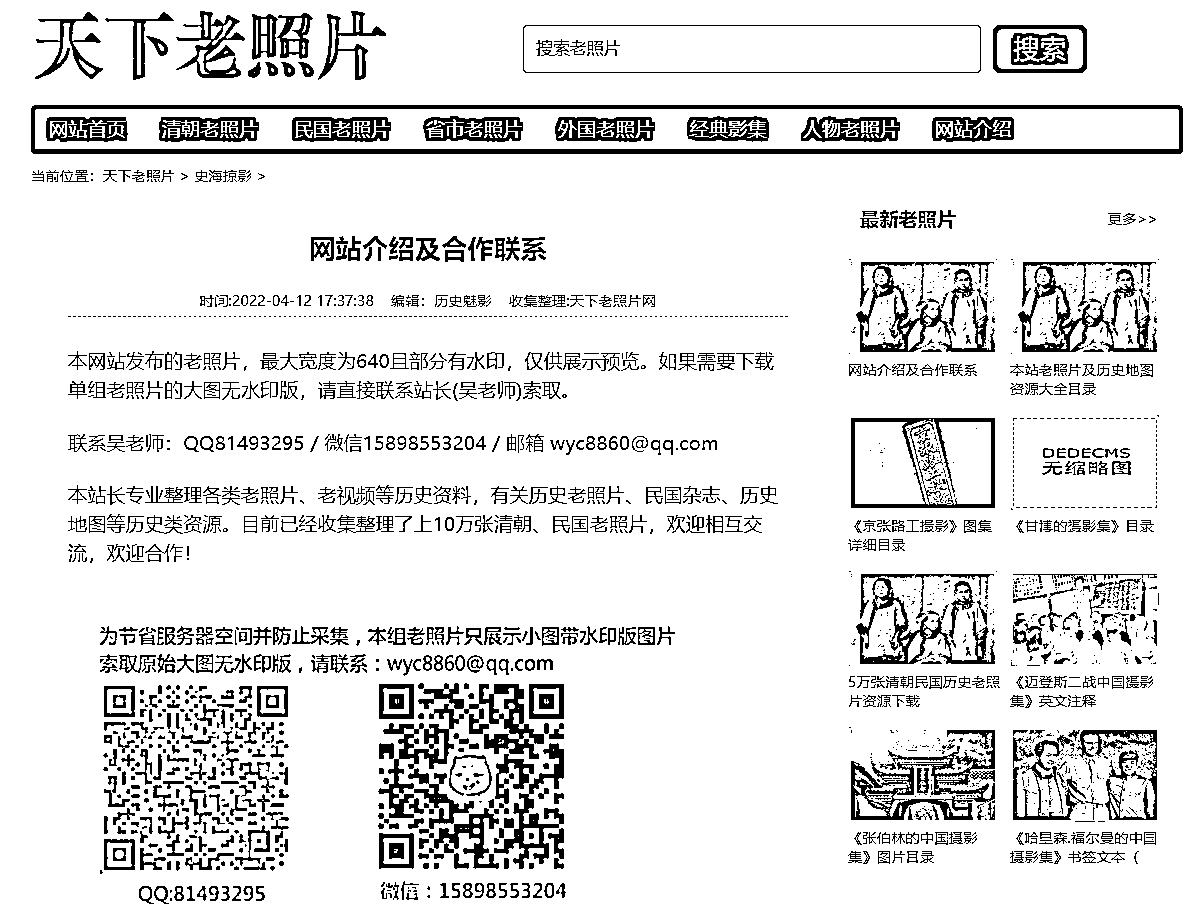 天下老照片
搜索老照片
搜索
网站首页 清朝老照片 民国老照片 省市老照片 外国老照片 经典影集 人物老照片 网站介绍
当前位置：天下老照片 > 史海掠影 >
网站介绍及合作联系
时间:2022-04-12 17:37:38 编辑：历史魅影 收集整理:天下老照片网
本网站发布的老照片，最大宽度为640且部分有水印，仅供展示预览。如果需要下载
单组老照片的大图无水印版，请直接联系站长(吴老师)索取。
联系吴老师：QQ81493295 / 微信15898553204 / 邮箱 wyc8860@qq.com
本站长专业整理各类老照片、老视频等历史资料，有关历史老照片、民国杂志、历史
地图等历史类资源。目前已经收集整理了上10万张清朝、民国老照片，欢迎相互交
流，欢迎合作！
为节省服务器空间并防止采集，本组老照片只展示小图带水印版图片
索取原始大图无水印版，请联系：wyc8860@qq.com
QQ:81493295
微信：15898553204
最新老照片
更多>>
网站介绍及合作联系
本站老照片及历史地图
资源大全目录
《京张路工撮影》图集
详细目录
DEDECMS
无缩略图
《甘博的摄影集》目录
5万张清朝民国历史老照
片资源下载
《迈登斯二战中国摄影
集》英文注释
《张伯林的中国摄影
集》图片目录
《哈里森.福尔曼的中国
摄影集》书签文本（